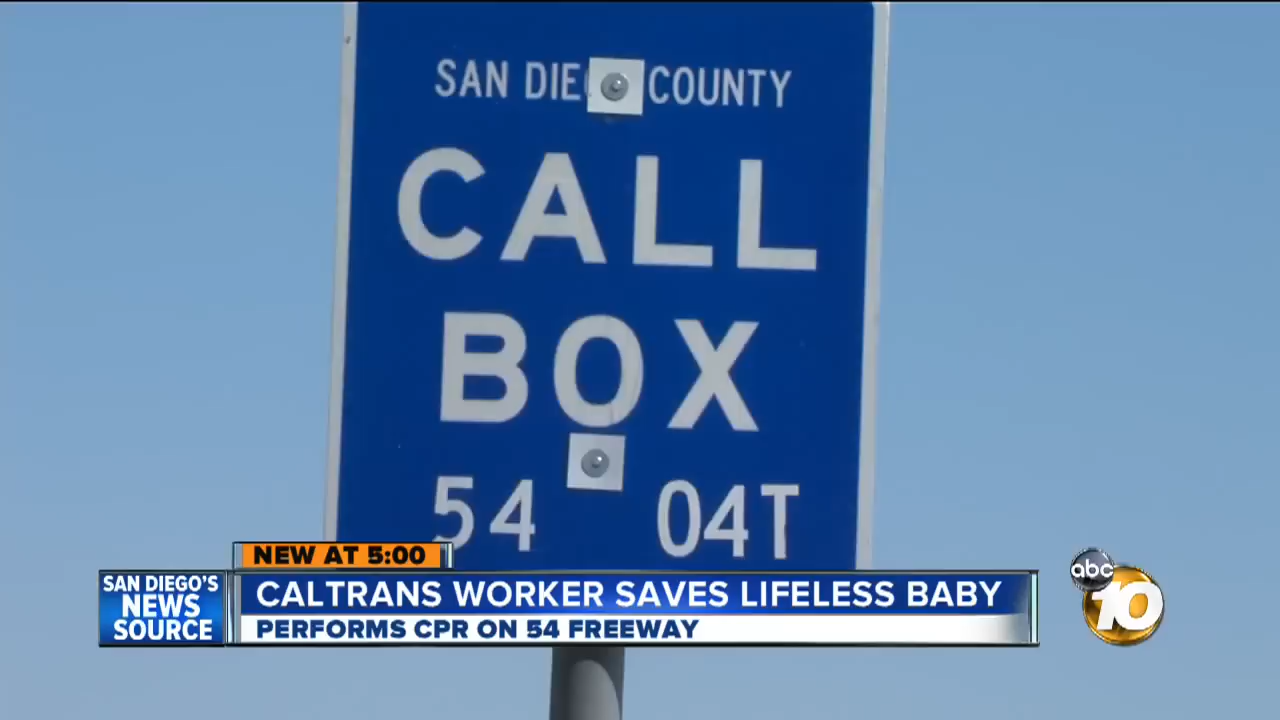 SAN DIEGO COUNTY
CALL
BOX
54 04T
NEW AT 5:00
SAN DIEGO'S
NEWS
SOURCE
CALTRANS WORKER SAVES LIFELESS BABY
PERFORMS CPR ON 54 FREEWAY
abc
10